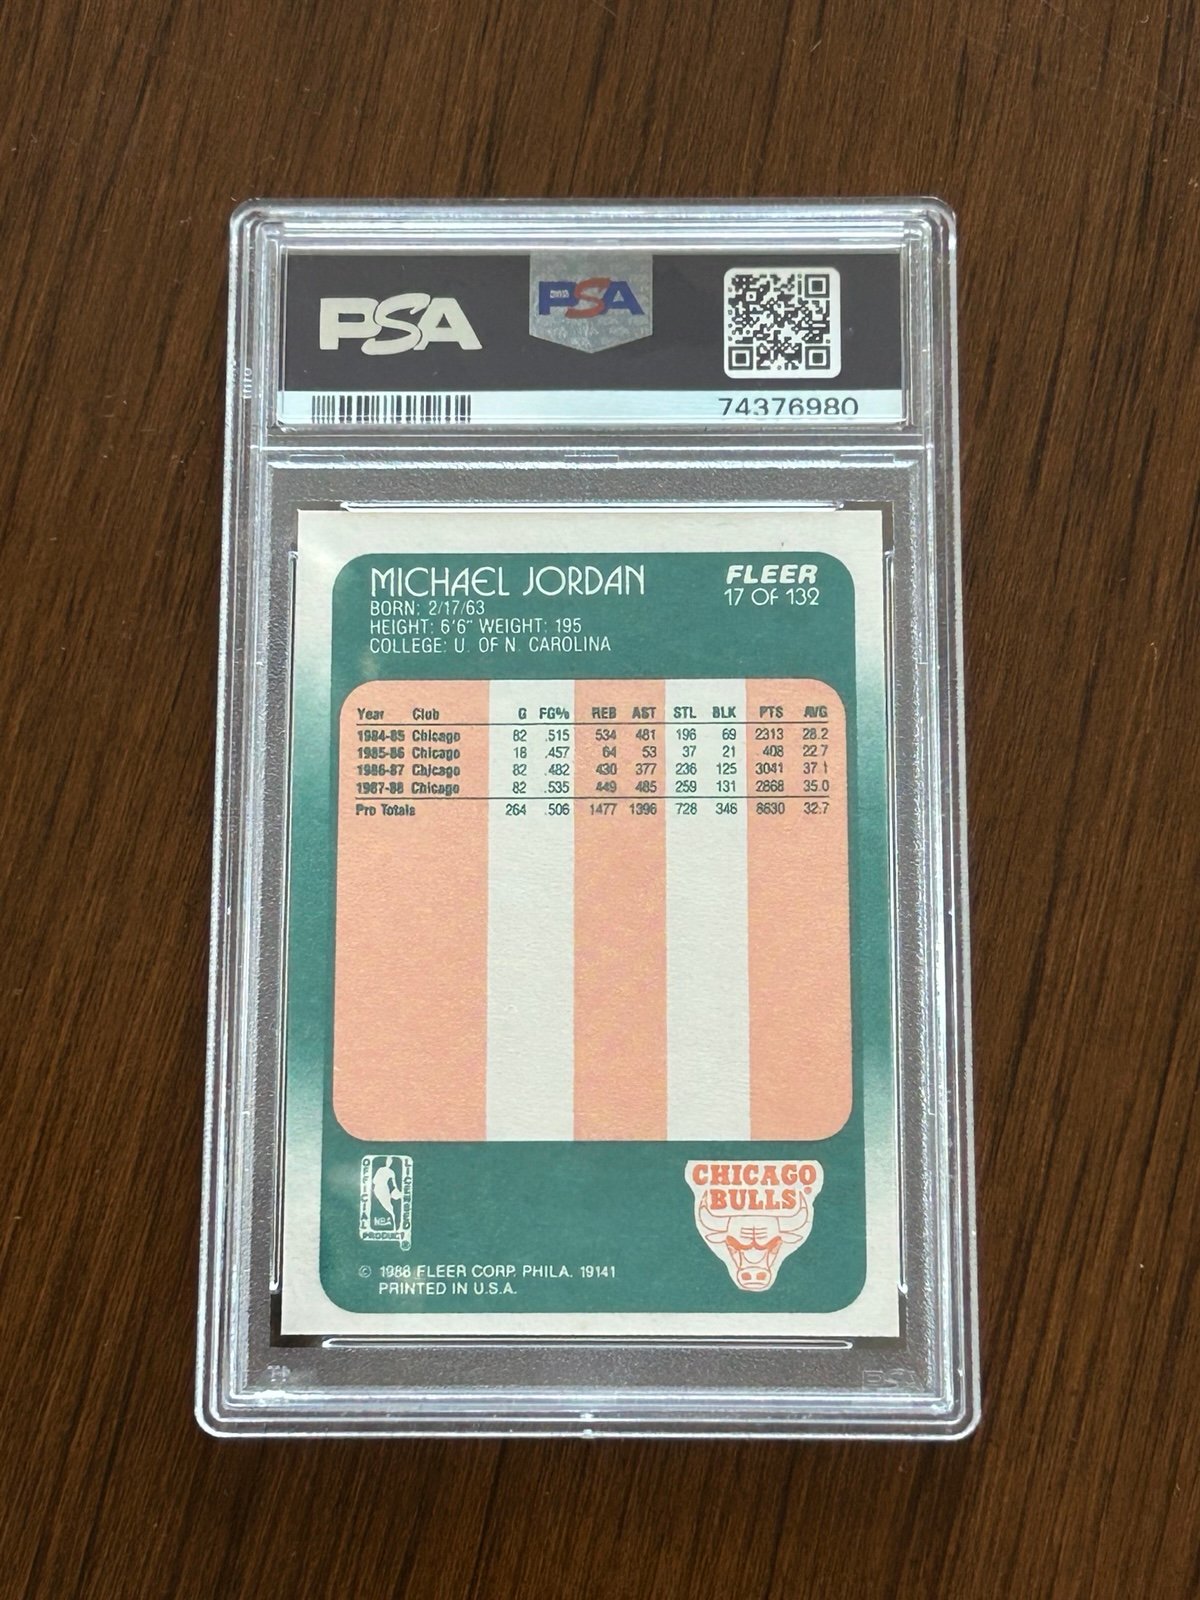 PSA
PSA
74376980
MICHAEL JORDAN
BORN: 2/17/63
HEIGHT: 6'6" WEIGHT: 195
COLLEGE: U. OF N. CAROLINA
FLEER
17 OF 132
Year Club G FG% REB AST STL BLK PTS AVG
1984-85 Chicago 82 .515 534 481 196 69 2313 28.2
1985-86 Chicago 18 .457 64 53 37 21 408 22.7
1986-87 Chicago 82 .482 430 377 236 125 3041 37.1
1987-88 Chicago 82 .535 449 485 259 131 2868 35.0
Pro Totals 264 .506 1477 1396 728 346 8630 32.7
OFFICIAL LICENSED
NBA
PRODUCT ®
CHICAGO
BULLS®
© 1988 FLEER CORP. PHILA. 19141
PRINTED IN U.S.A.
PSA